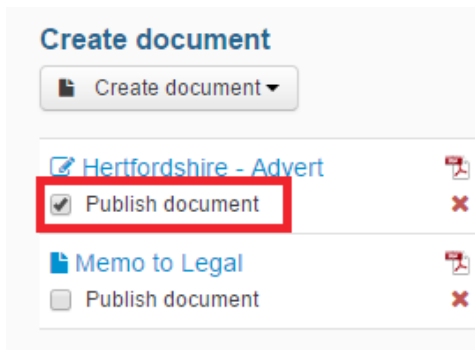 Create document
Create document
Hertfordshire - Advert
Publish document
Memo to Legal
Publish document